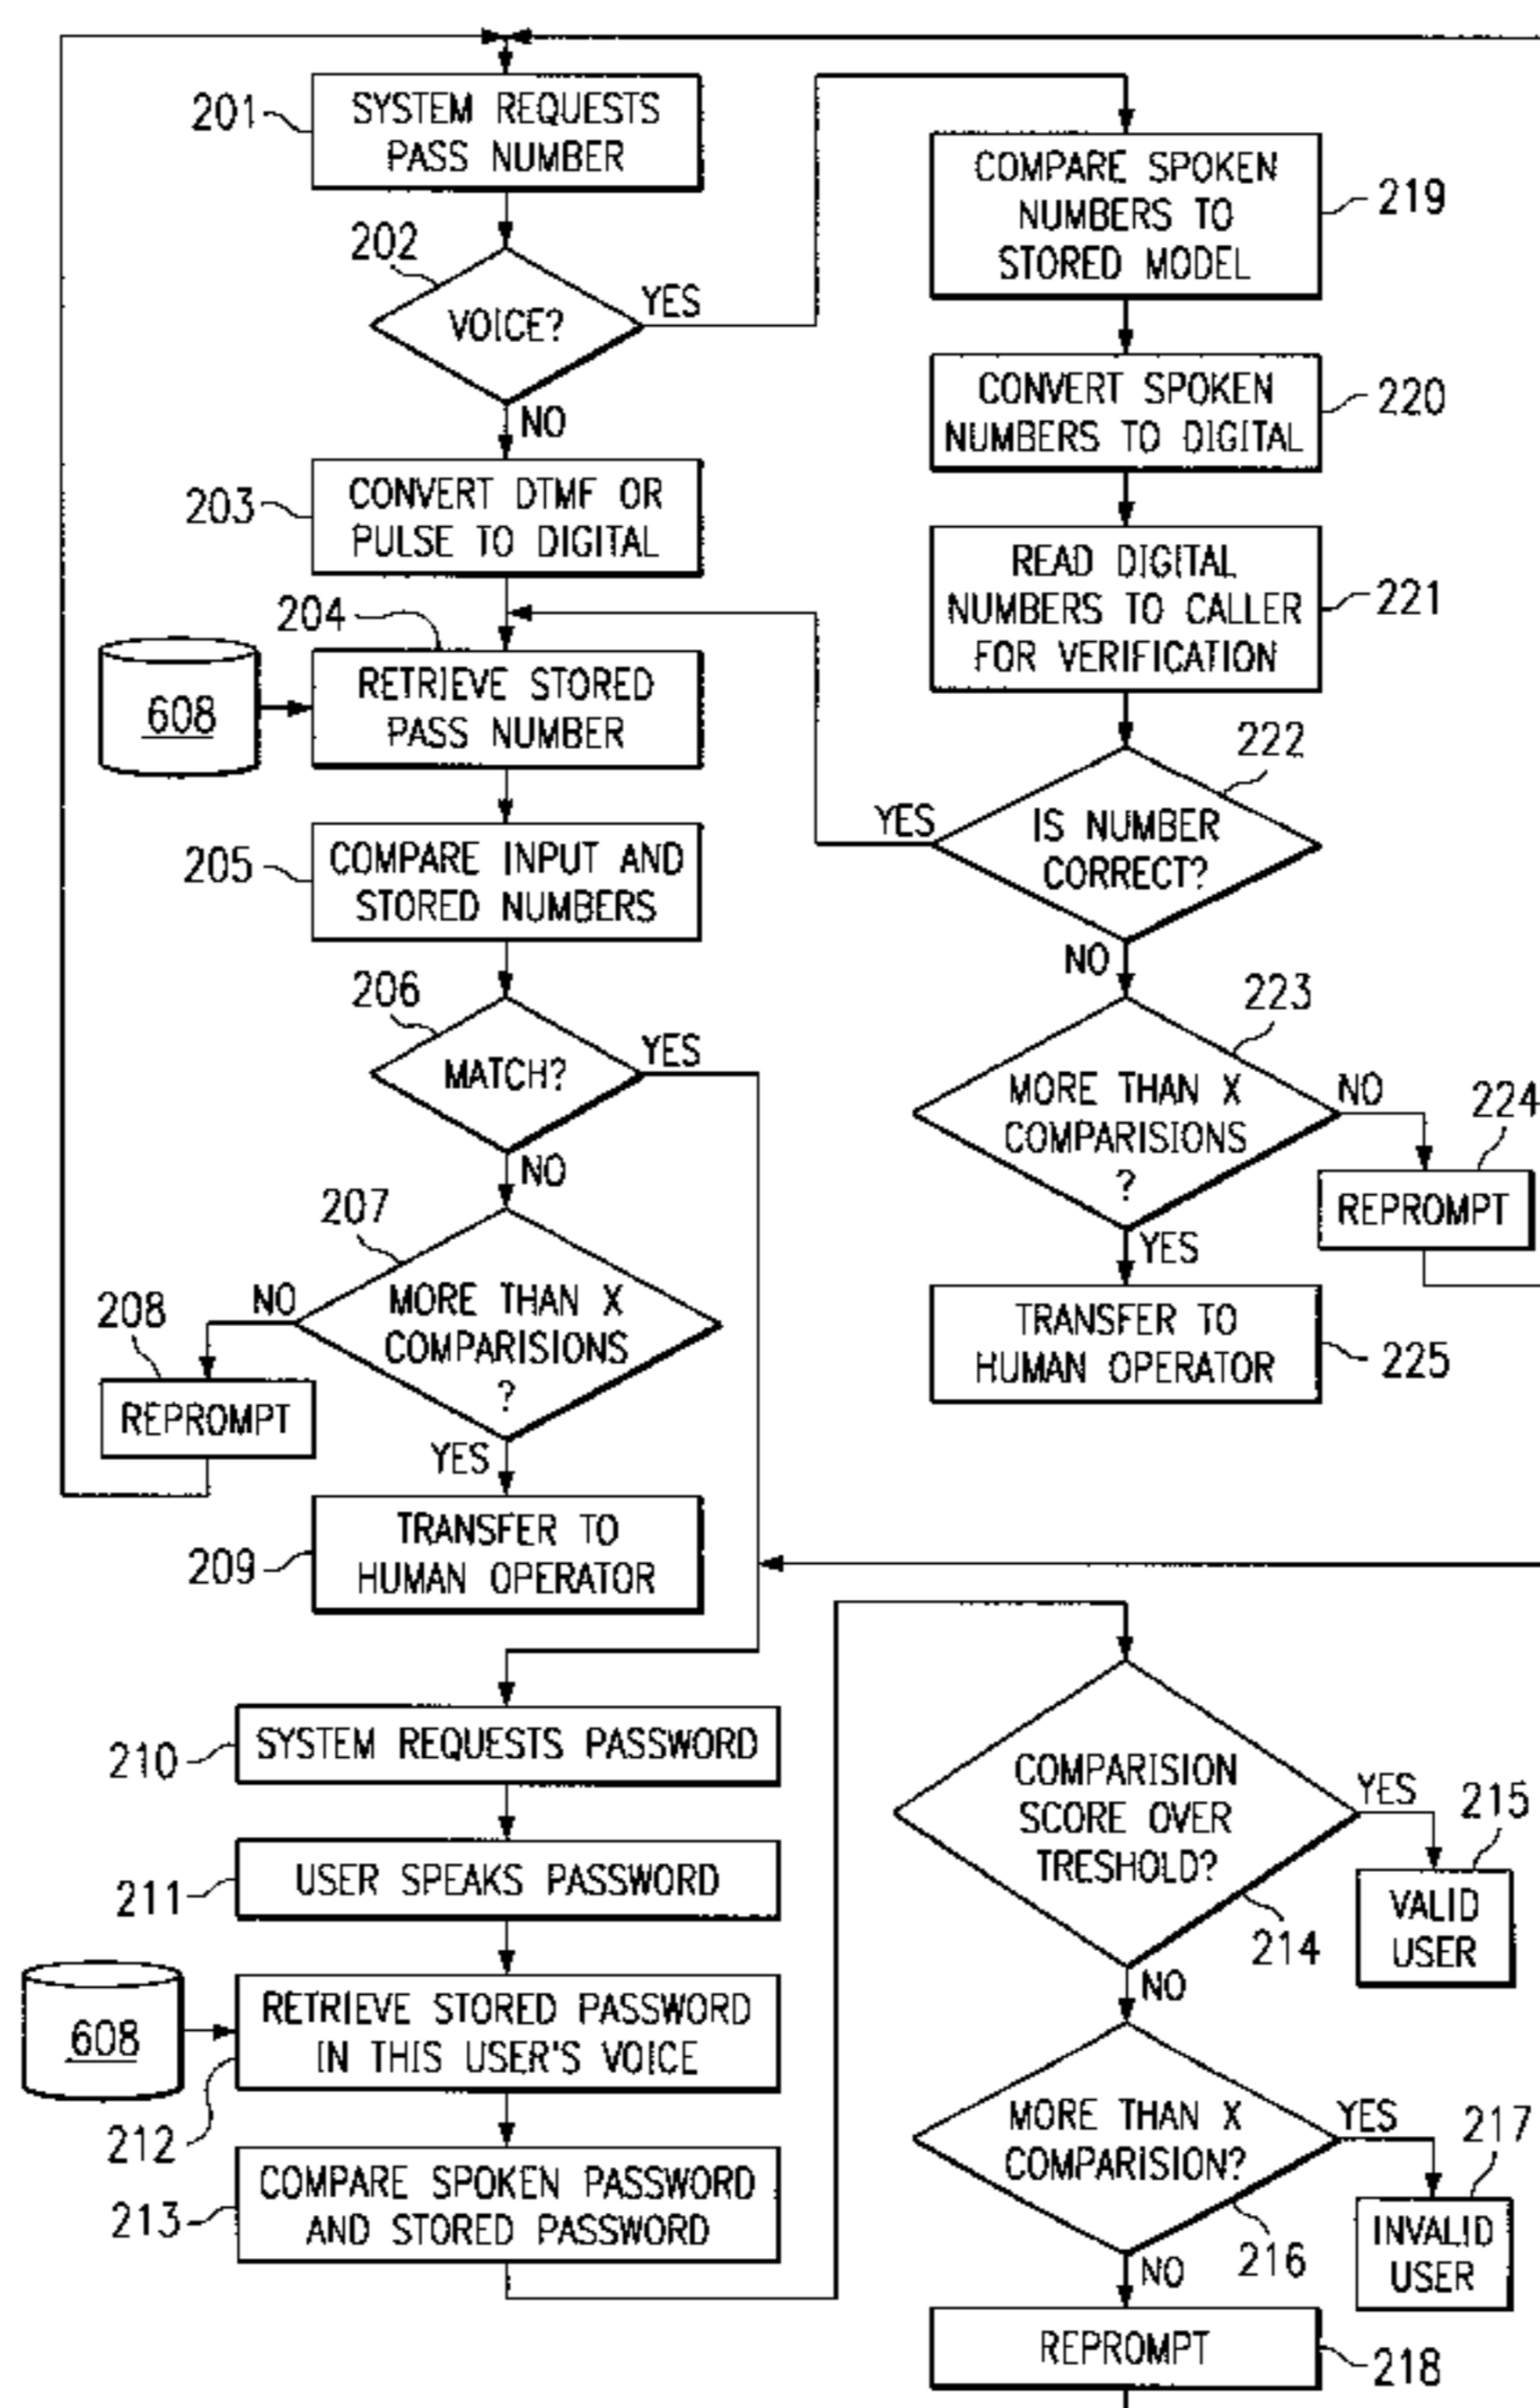 201
SYSTEM REQUESTS
PASS NUMBER
202
VOICE?
YES
NO
203
CONVERT DTMF OR
PULSE TO DIGITAL
204
608
RETRIEVE STORED
PASS NUMBER
205
COMPARE INPUT AND
STORED NUMBERS
206
MATCH?
YES
NO
207
MORE THAN X
COMPARISIONS
?
NO
208
REPROMPT
YES
209
TRANSFER TO
HUMAN OPERATOR
COMPARE SPOKEN
NUMBERS TO
STORED MODEL
219
CONVERT SPOKEN
NUMBERS TO DIGITAL
220
READ DIGITAL
NUMBERS TO CALLER
FOR VERIFICATION
221
222
YES
IS NUMBER
CORRECT?
NO
223
MORE THAN X
COMPARISIONS
?
NO
224
REPROMPT
YES
TRANSFER TO
HUMAN OPERATOR
225
210
SYSTEM REQUESTS PASSWORD
211
USER SPEAKS PASSWORD
608
RETRIEVE STORED PASSWORD
IN THIS USER'S VOICE
212
213
COMPARE SPOKEN PASSWORD
AND STORED PASSWORD
COMPARISION
SCORE OVER
TRESHOLD?
YES
215
VALID
USER
214
NO
MORE THAN X
COMPARISION?
YES
217
INVALID
USER
216
NO
REPROMPT
218